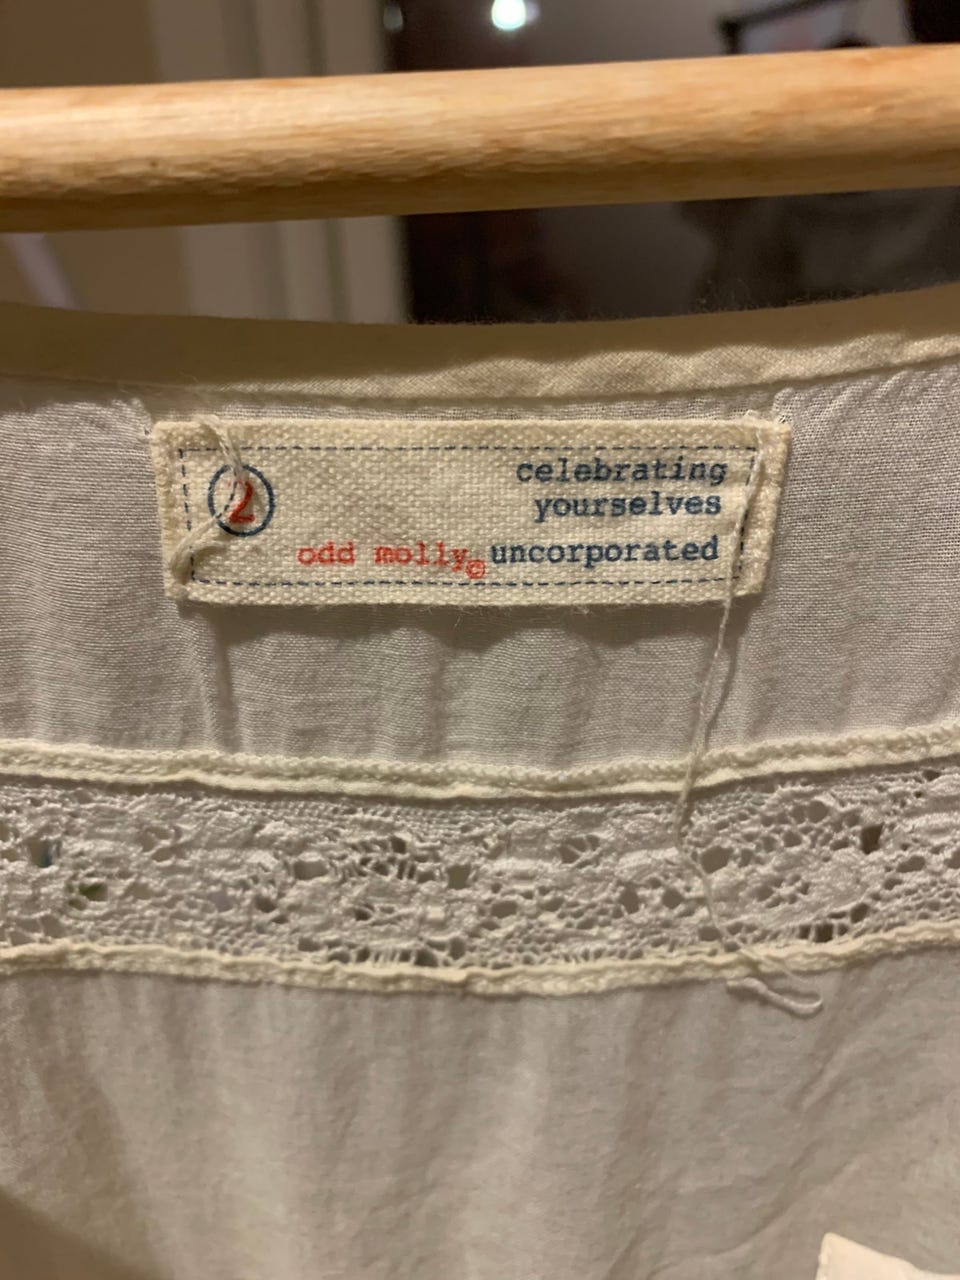 2
celebrating
yourselves
odd molly© uncorporated